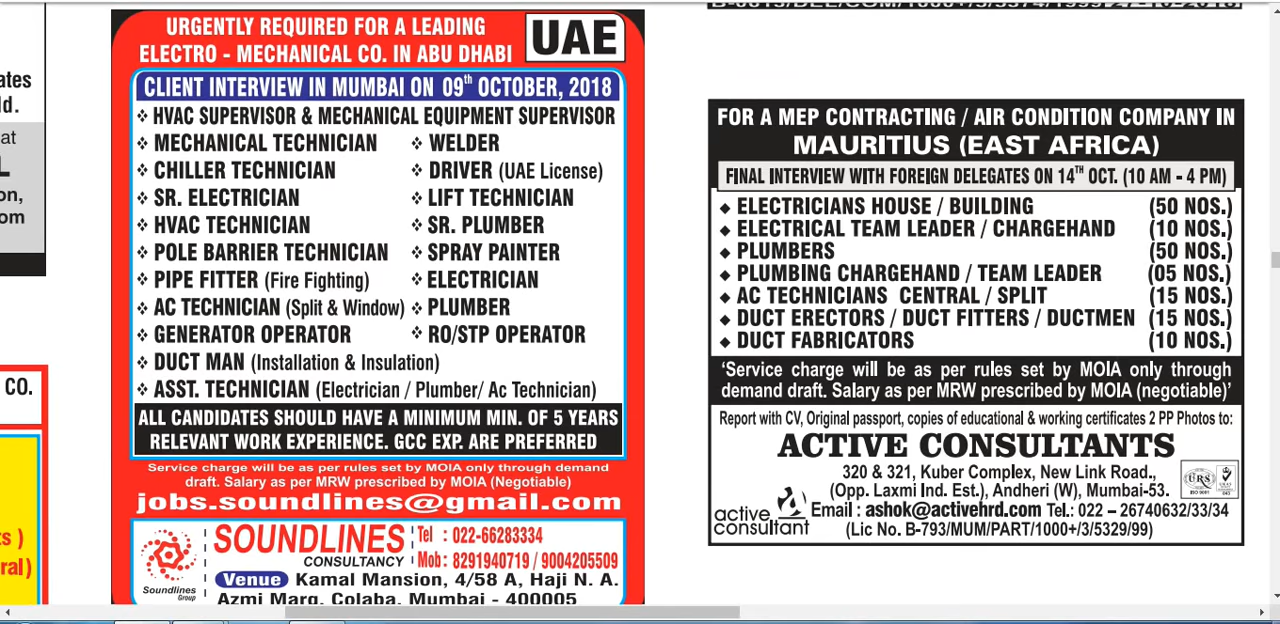 ates
ld.
at
L
on,
om
CO.
s )
ral)
URGENTLY REQUIRED FOR A LEADING
ELECTRO - MECHANICAL CO. IN ABU DHABI
UAE
CLIENT INTERVIEW IN MUMBAI ON 09th OCTOBER, 2018
❖ HVAC SUPERVISOR & MECHANICAL EQUIPMENT SUPERVISOR
❖ MECHANICAL TECHNICIAN ❖ WELDER
❖ CHILLER TECHNICIAN ❖ DRIVER (UAE License)
❖ SR. ELECTRICIAN ❖ LIFT TECHNICIAN
❖ HVAC TECHNICIAN ❖ SR. PLUMBER
❖ POLE BARRIER TECHNICIAN ❖ SPRAY PAINTER
❖ PIPE FITTER (Fire Fighting) ❖ ELECTRICIAN
❖ AC TECHNICIAN (Split & Window) ❖ PLUMBER
❖ GENERATOR OPERATOR ❖ RO/STP OPERATOR
❖ DUCT MAN (Installation & Insulation)
❖ ASST. TECHNICIAN (Electrician / Plumber/ Ac Technician)
ALL CANDIDATES SHOULD HAVE A MINIMUM MIN. OF 5 YEARS
RELEVANT WORK EXPERIENCE. GCC EXP. ARE PREFERRED
Service charge will be as per rules set by MOIA only through demand
draft. Salary as per MRW prescribed by MOIA (Negotiable)
jobs.soundlines@gmail.com
Soundlines
Group
SOUNDLINES
CONSULTANCY
Tel : 022-66283334
Mob: 8291940719 / 9004205509
Venue Kamal Mansion, 4/58 A, Haji N. A.
Azmi Marg, Colaba, Mumbai - 400005
FOR A MEP CONTRACTING / AIR CONDITION COMPANY IN
MAURITIUS (EAST AFRICA)
FINAL INTERVIEW WITH FOREIGN DELEGATES ON 14TH OCT. (10 AM - 4 PM)
◆ ELECTRICIANS HOUSE / BUILDING (50 NOS.)
◆ ELECTRICAL TEAM LEADER / CHARGEHAND (10 NOS.)
◆ PLUMBERS (50 NOS.)
◆ PLUMBING CHARGEHAND / TEAM LEADER (05 NOS.)
◆ AC TECHNICIANS CENTRAL / SPLIT (15 NOS.)
◆ DUCT ERECTORS / DUCT FITTERS / DUCTMEN (15 NOS.)
◆ DUCT FABRICATORS (10 NOS.)
'Service charge will be as per rules set by MOIA only through
demand draft. Salary as per MRW prescribed by MOIA (negotiable)'
Report with CV, Original passport, copies of educational & working certificates 2 PP Photos to:
ACTIVE CONSULTANTS
320 & 321, Kuber Complex, New Link Road.,
(Opp. Laxmi Ind. Est.), Andheri (W), Mumbai-53.
Email : ashok@activehrd.com Tel.: 022 – 26740632/33/34
(Lic No. B-793/MUM/PART/1000+/3/5329/99)
active
consultant
URS
ISO 9001